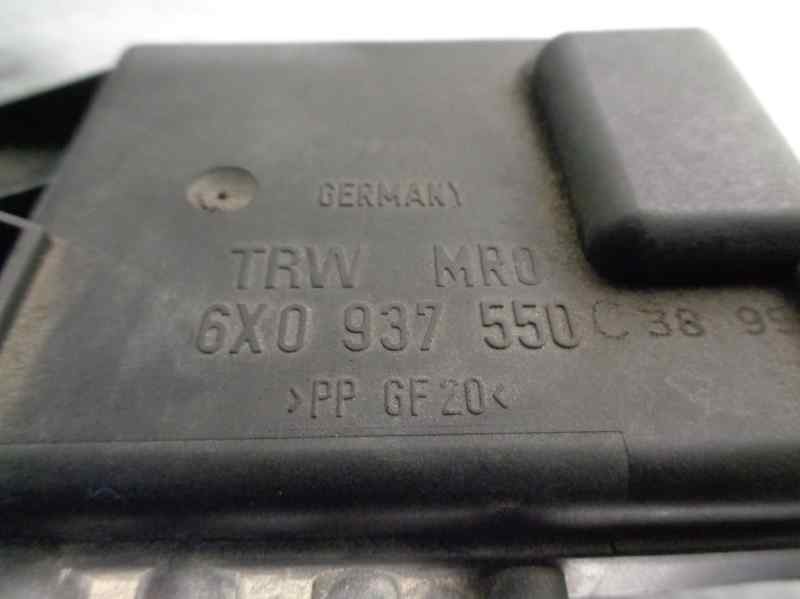 GERMANY
TRW MRO
6X0 937 550 C 38 99
>PP GF20<